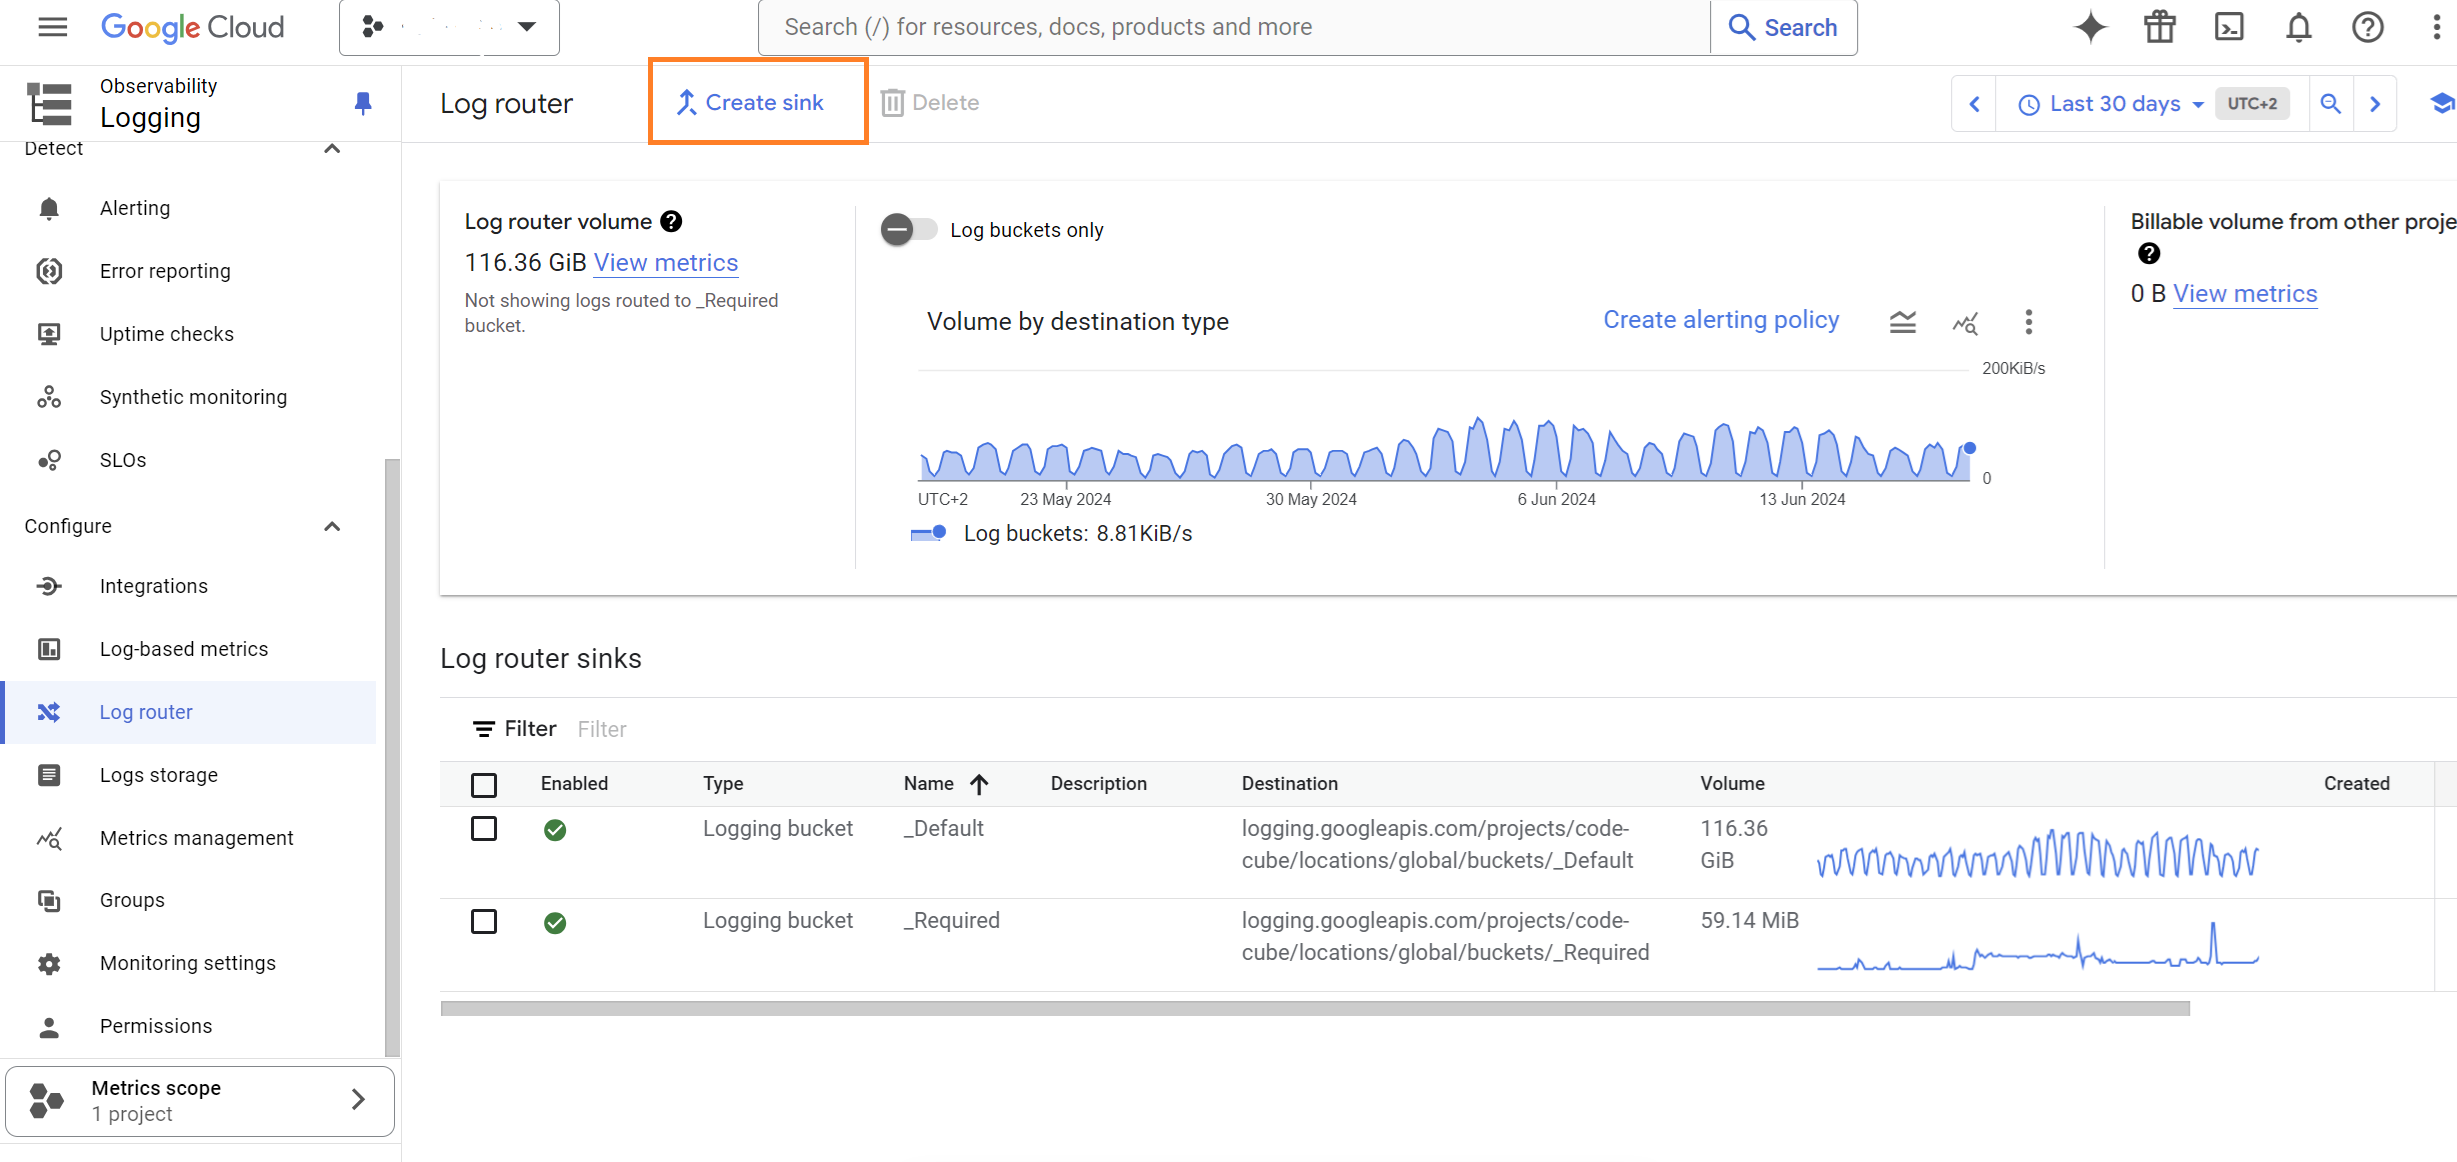 Google Cloud
Search (/) for resources, docs, products and more
Search
Observability
Logging
Log router
Create sink
Delete
Last 30 days
UTC+2
Detect
Alerting
Error reporting
Uptime checks
Synthetic monitoring
SLOs
Configure
Integrations
Log-based metrics
Log router
Logs storage
Metrics management
Groups
Monitoring settings
Permissions
Metrics scope
1 project
Log router volume
116.36 GiB View metrics
Not showing logs routed to _Required
bucket.
Log buckets only
Volume by destination type
Create alerting policy
200KiB/s
0
UTC+2
23 May 2024
30 May 2024
6 Jun 2024
13 Jun 2024
Log buckets: 8.81KiB/s
Billable volume from other proje
0 B View metrics
Log router sinks
Filter Filter
Enabled Type Name Description Destination Volume Created
Logging bucket _Default logging.googleapis.com/projects/code- 116.36
cube/locations/global/buckets/_Default GiB
Logging bucket _Required logging.googleapis.com/projects/code- 59.14 MiB
cube/locations/global/buckets/_Required